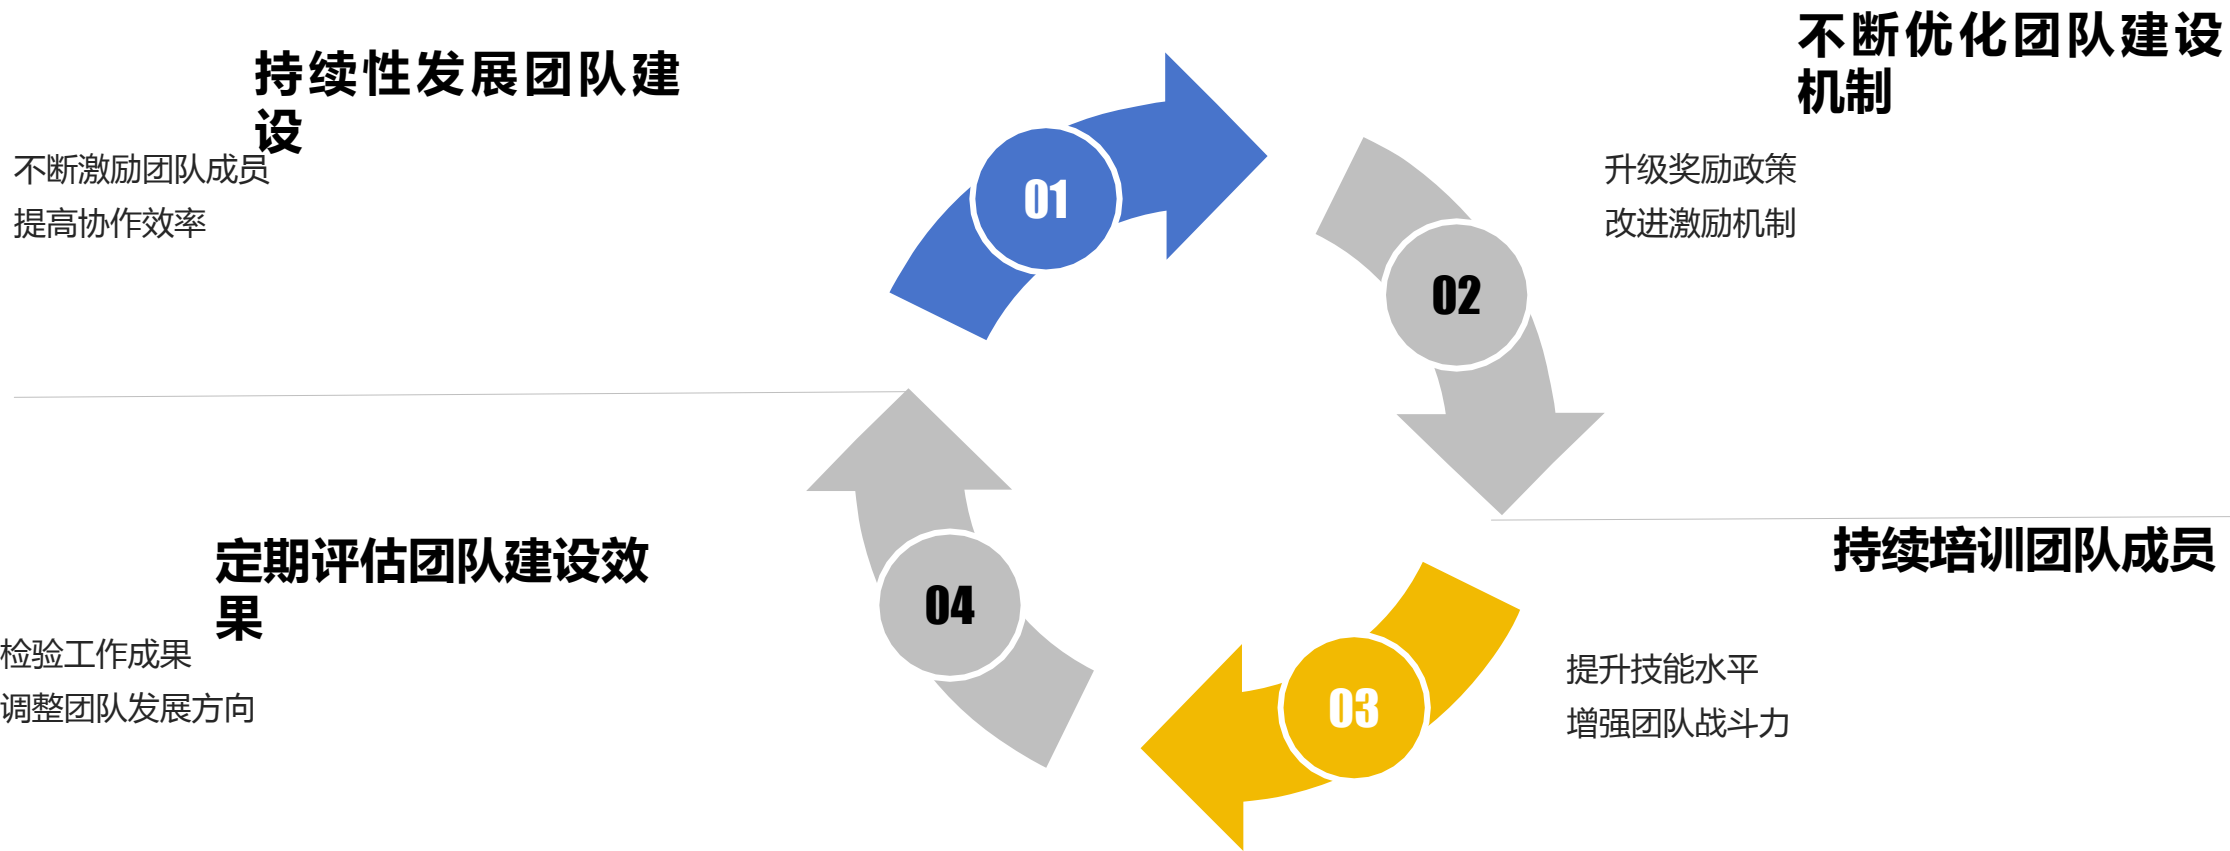 持续性发展团队建
设
不断激励团队成员
提高协作效率
01
不断优化团队建设
机制
升级奖励政策
改进激励机制
02
持续培训团队成员
提升技能水平
增强团队战斗力
03
定期评估团队建设效
果
检验工作成果
调整团队发展方向
04